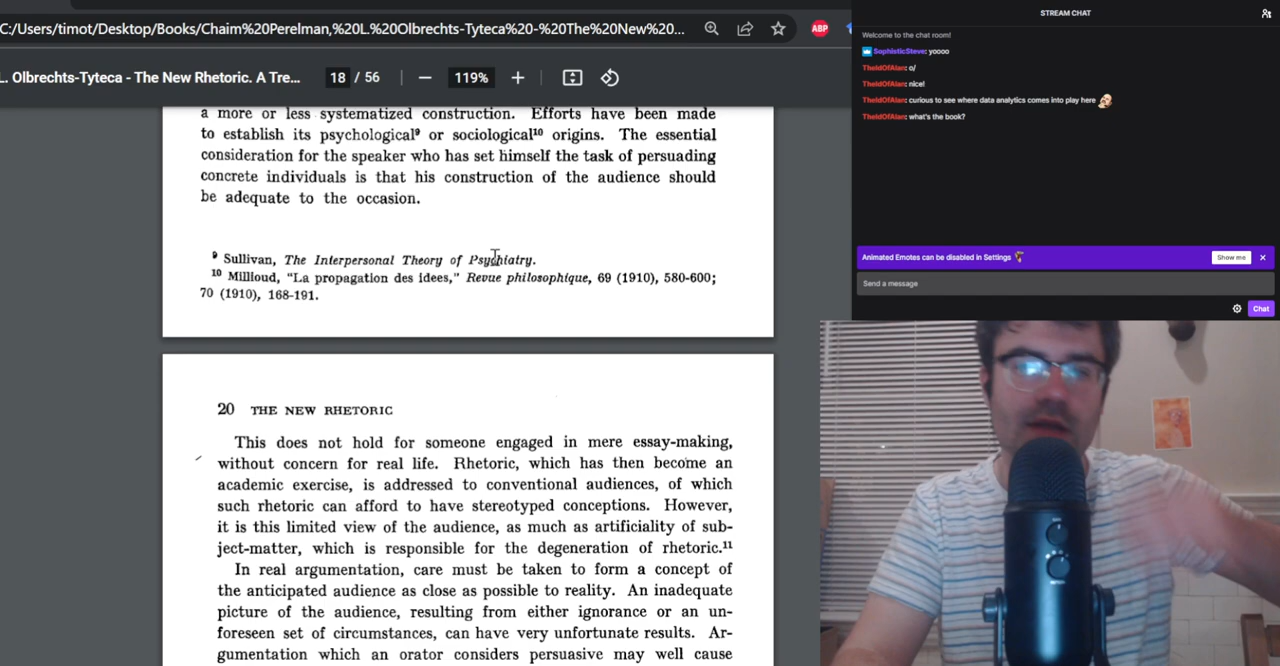 C:/Users/timot/Desktop/Books/Chaim%20Perelman,%20L.%20Olbrechts-Tyteca%20-%20The%20New%20...
ABP
L. Olbrechts-Tyteca - The New Rhetoric. A Tre...
18 / 56
119%
a more or less systematized construction. Efforts have been made
to establish its psychological⁹ or sociological¹⁰ origins. The essential
consideration for the speaker who has set himself the task of persuading
concrete individuals is that his construction of the audience should
be adequate to the occasion.
⁹ Sullivan, The Interpersonal Theory of Psychiatry.
¹⁰ Millioud, "La propagation des idees," Revue philosophique, 69 (1910), 580-600;
70 (1910), 168-191.
20 THE NEW RHETORIC
This does not hold for someone engaged in mere essay-making,
without concern for real life. Rhetoric, which has then become an
academic exercise, is addressed to conventional audiences, of which
such rhetoric can afford to have stereotyped conceptions. However,
it is this limited view of the audience, as much as artificiality of sub-
ject-matter, which is responsible for the degeneration of rhetoric.¹¹
In real argumentation, care must be taken to form a concept of
the anticipated audience as close as possible to reality. An inadequate
picture of the audience, resulting from either ignorance or an un-
foreseen set of circumstances, can have very unfortunate results. Ar-
gumentation which an orator considers persuasive may well cause
STREAM CHAT
Welcome to the chat room!
SophisticSteve: yoooo
TheIdOfAlan: o/
TheIdOfAlan: nice!
TheIdOfAlan: curious to see where data analytics comes into play here
TheIdOfAlan: what's the book?
Animated Emotes can be disabled in Settings
Show me
Send a message
Chat